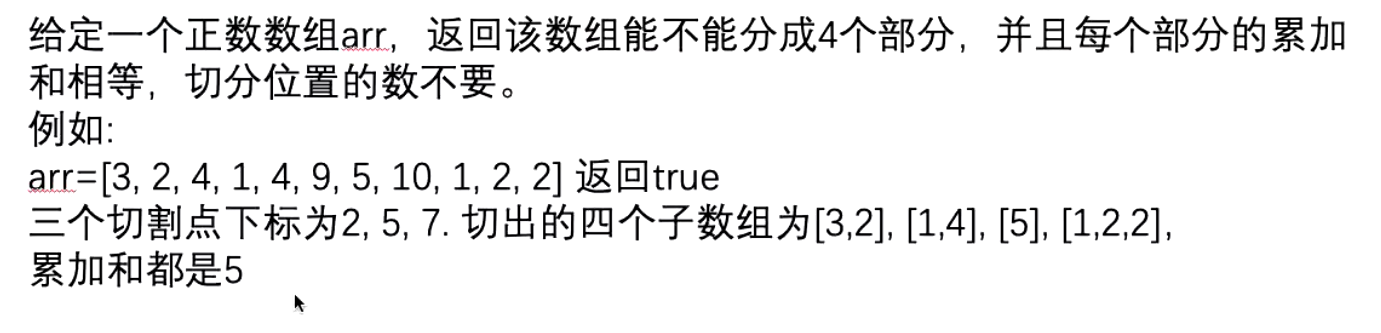 给定一个正数数组arr，返回该数组能不能分成4个部分，并且每个部分的累加
和相等，切分位置的数不要。
例如:
arr=[3, 2, 4, 1, 4, 9, 5, 10, 1, 2, 2] 返回true
三个切割点下标为2, 5, 7. 切出的四个子数组为[3,2], [1,4], [5], [1,2,2],
累加和都是5